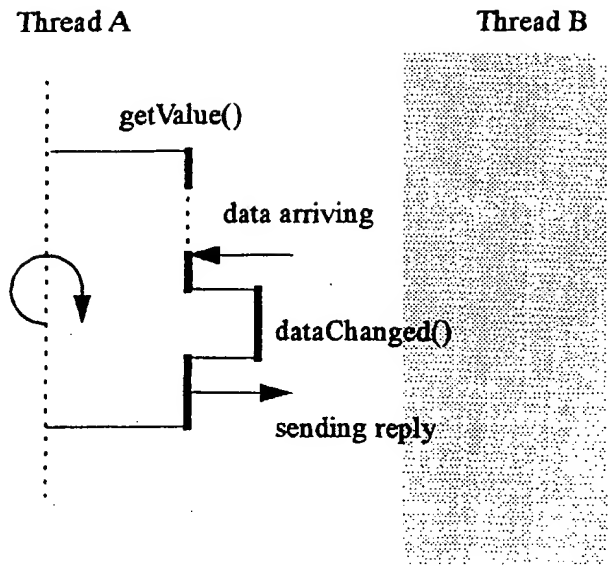 Thread A
Thread B
getValue()
data arriving
dataChanged()
sending reply